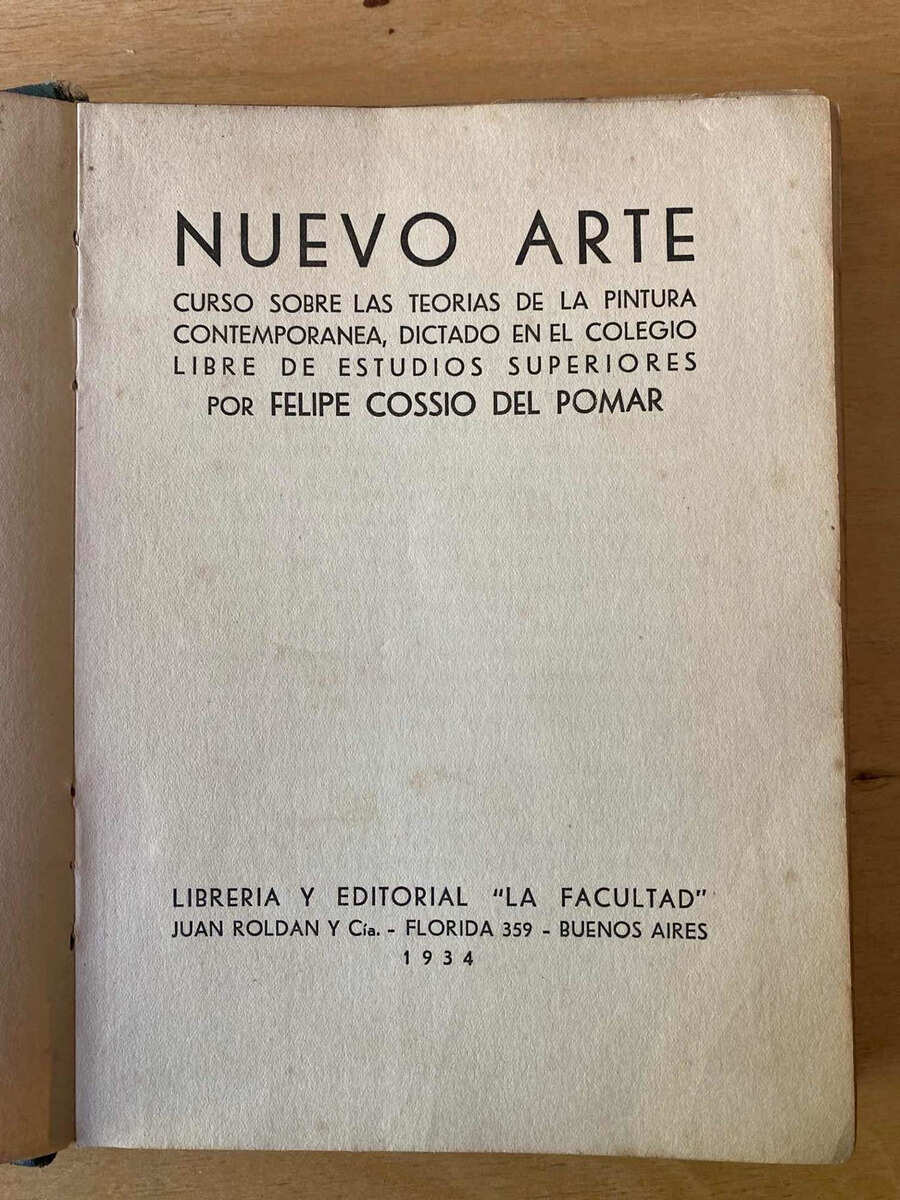 NUEVO ARTE
CURSO SOBRE LAS TEORIAS DE LA PINTURA
CONTEMPORANEA, DICTADO EN EL COLEGIO
LIBRE DE ESTUDIOS SUPERIORES
POR FELIPE COSSIO DEL POMAR
LIBRERIA Y EDITORIAL "LA FACULTAD"
JUAN ROLDAN Y Cía. - FLORIDA 359 - BUENOS AIRES
1934